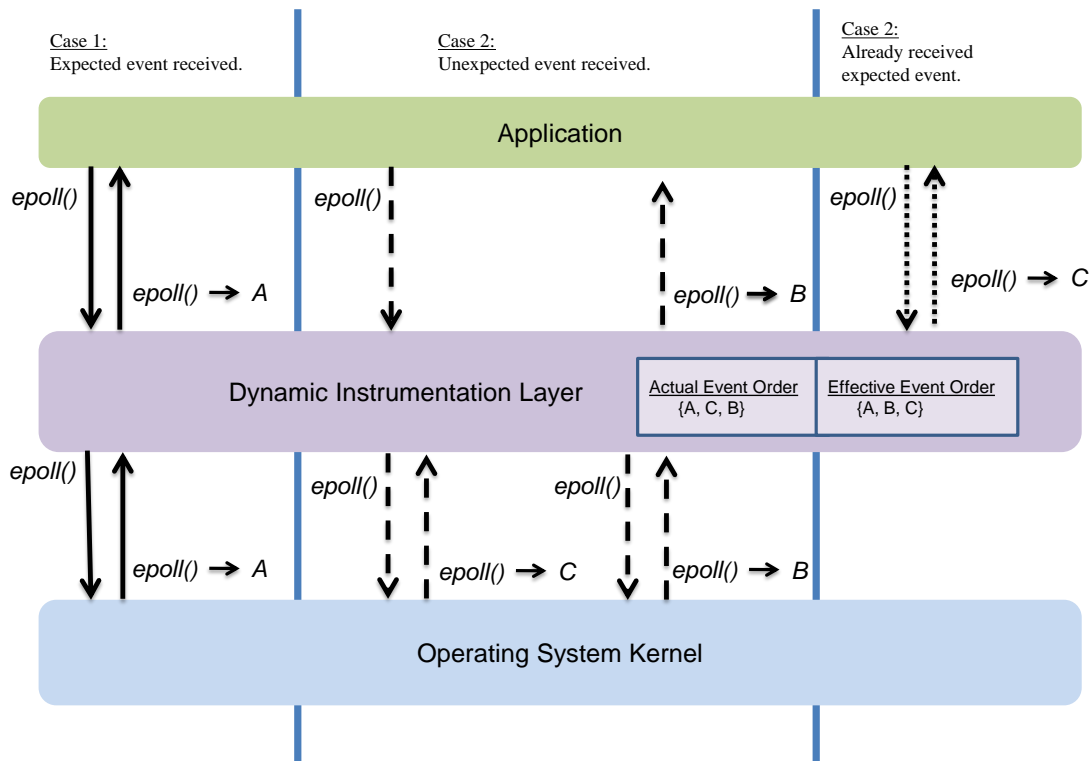 Case 1:
Expected event received.
Case 2:
Unexpected event received.
Case 2:
Already received
expected event.
Application
epoll()
epoll() → A
epoll()
epoll() → B
epoll()
epoll() → C
Dynamic Instrumentation Layer
Actual Event Order
{A, C, B}
Effective Event Order
{A, B, C}
epoll()
epoll() → A
epoll()
epoll() → C
epoll()
epoll() → B
Operating System Kernel